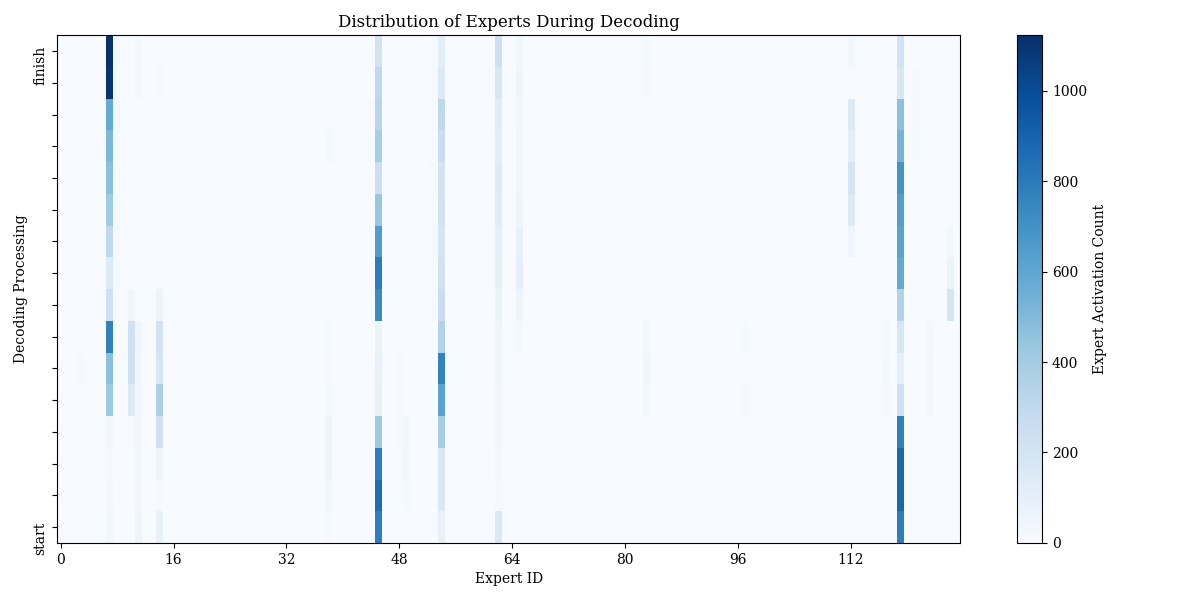 Distribution of Experts During Decoding
finish
Decoding Processing
start
0 16 32 48 64 80 96 112
Expert ID
1000
800
600
400
200
0
Expert Activation Count